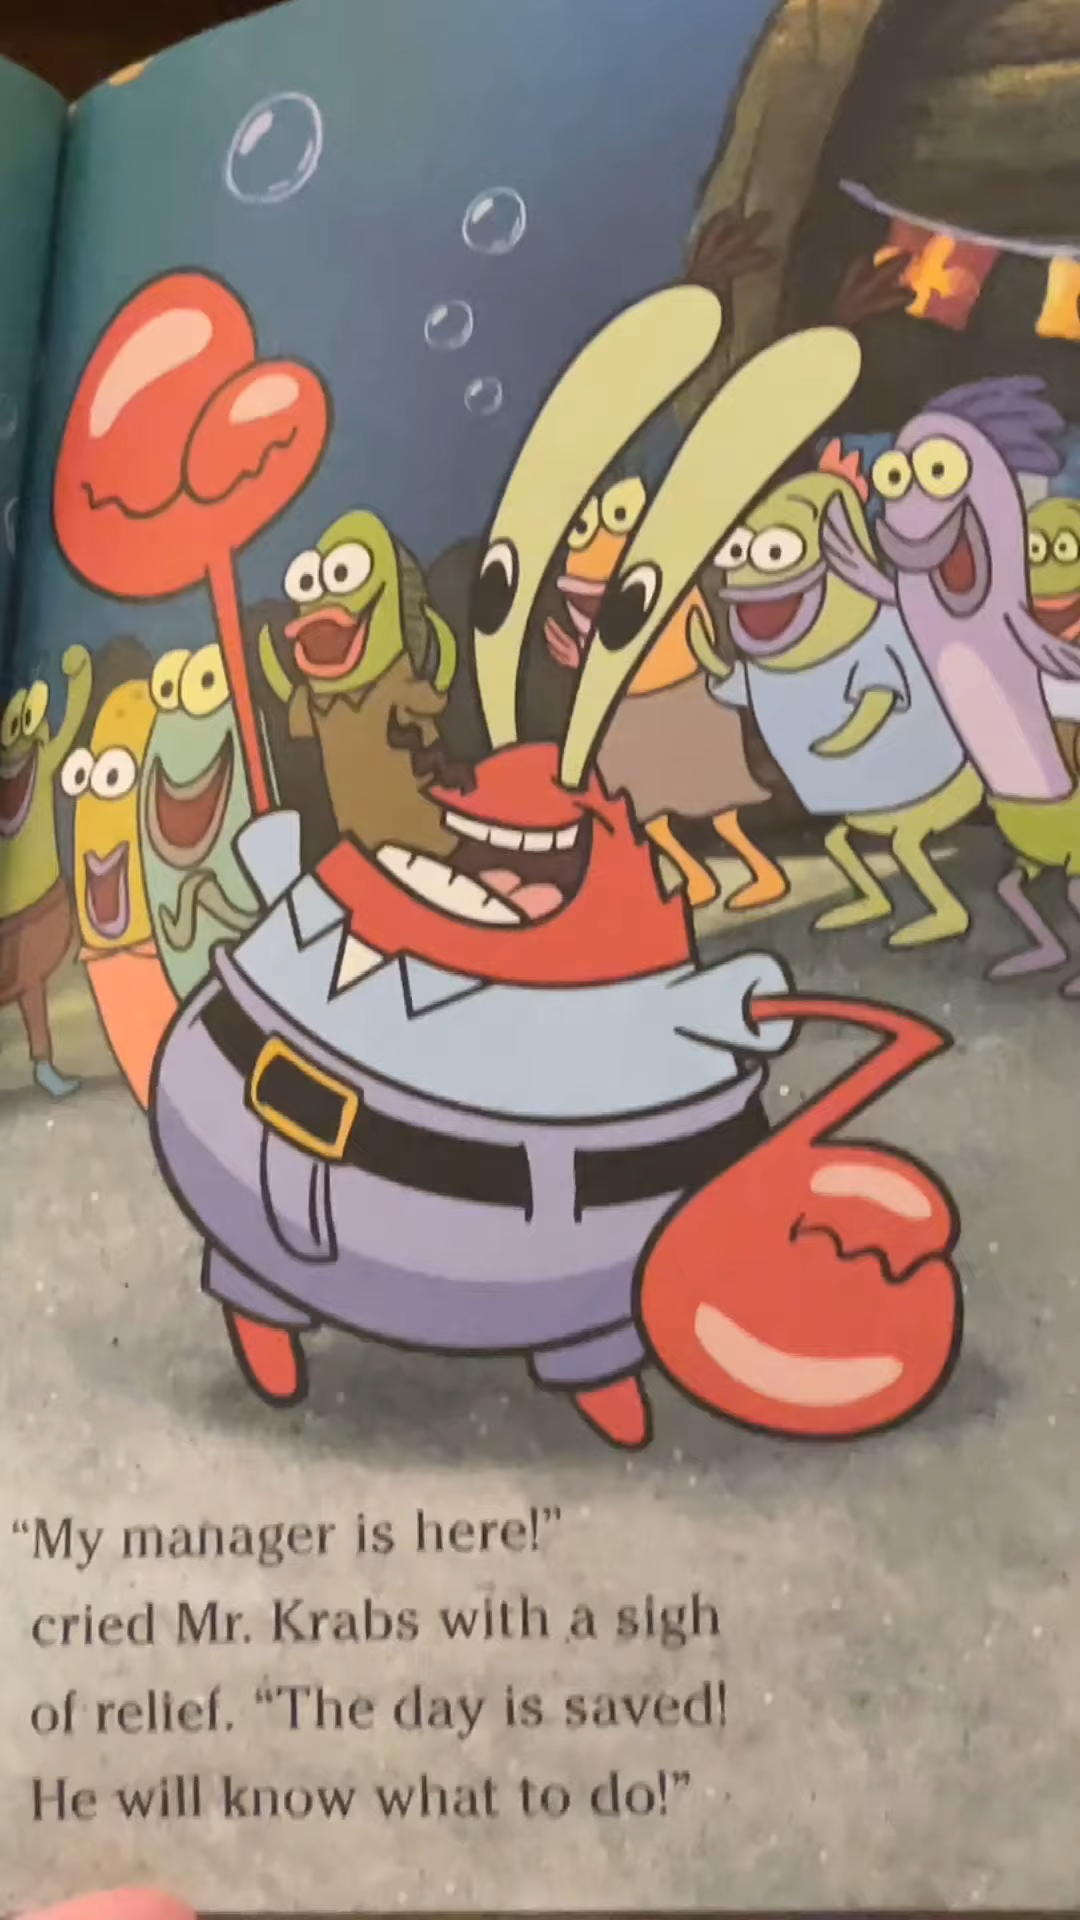 “My manager is here!”
cried Mr. Krabs with a sigh
of relief. “The day is saved!
He will know what to do!”